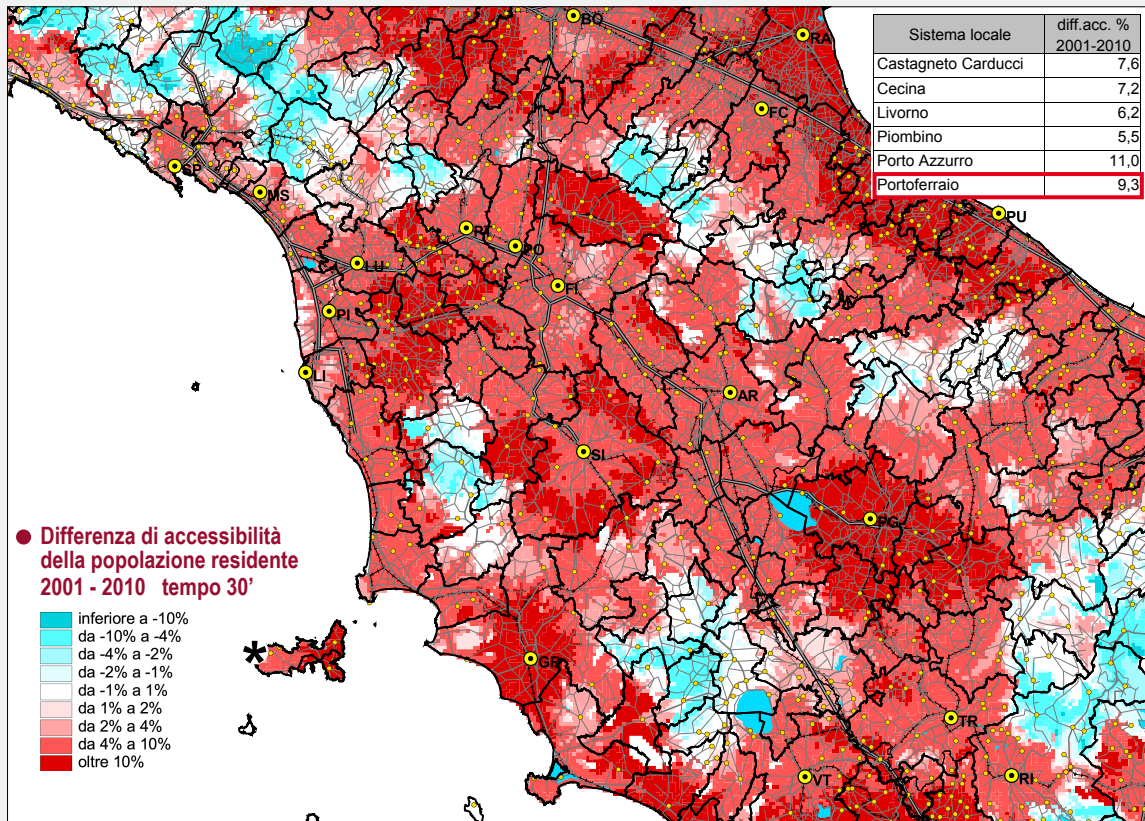 Sistema locale diff.acc. % 2001-2010
Castagneto Carducci 7,6
Cecina 7,2
Livorno 6,2
Piombino 5,5
Porto Azzurro 11,0
Portoferraio 9,3
BO
RA
FC
SP
MS
PU
PT
PO
LU
FI
PI
LI
AR
SI
PG
GR
TR
VT
RI
Differenza di accessibilità
della popolazione residente
2001 - 2010 tempo 30’
inferiore a -10%
da -10% a -4%
da -4% a -2%
da -2% a -1%
da -1% a 1%
da 1% a 2%
da 2% a 4%
da 4% a 10%
oltre 10%
*